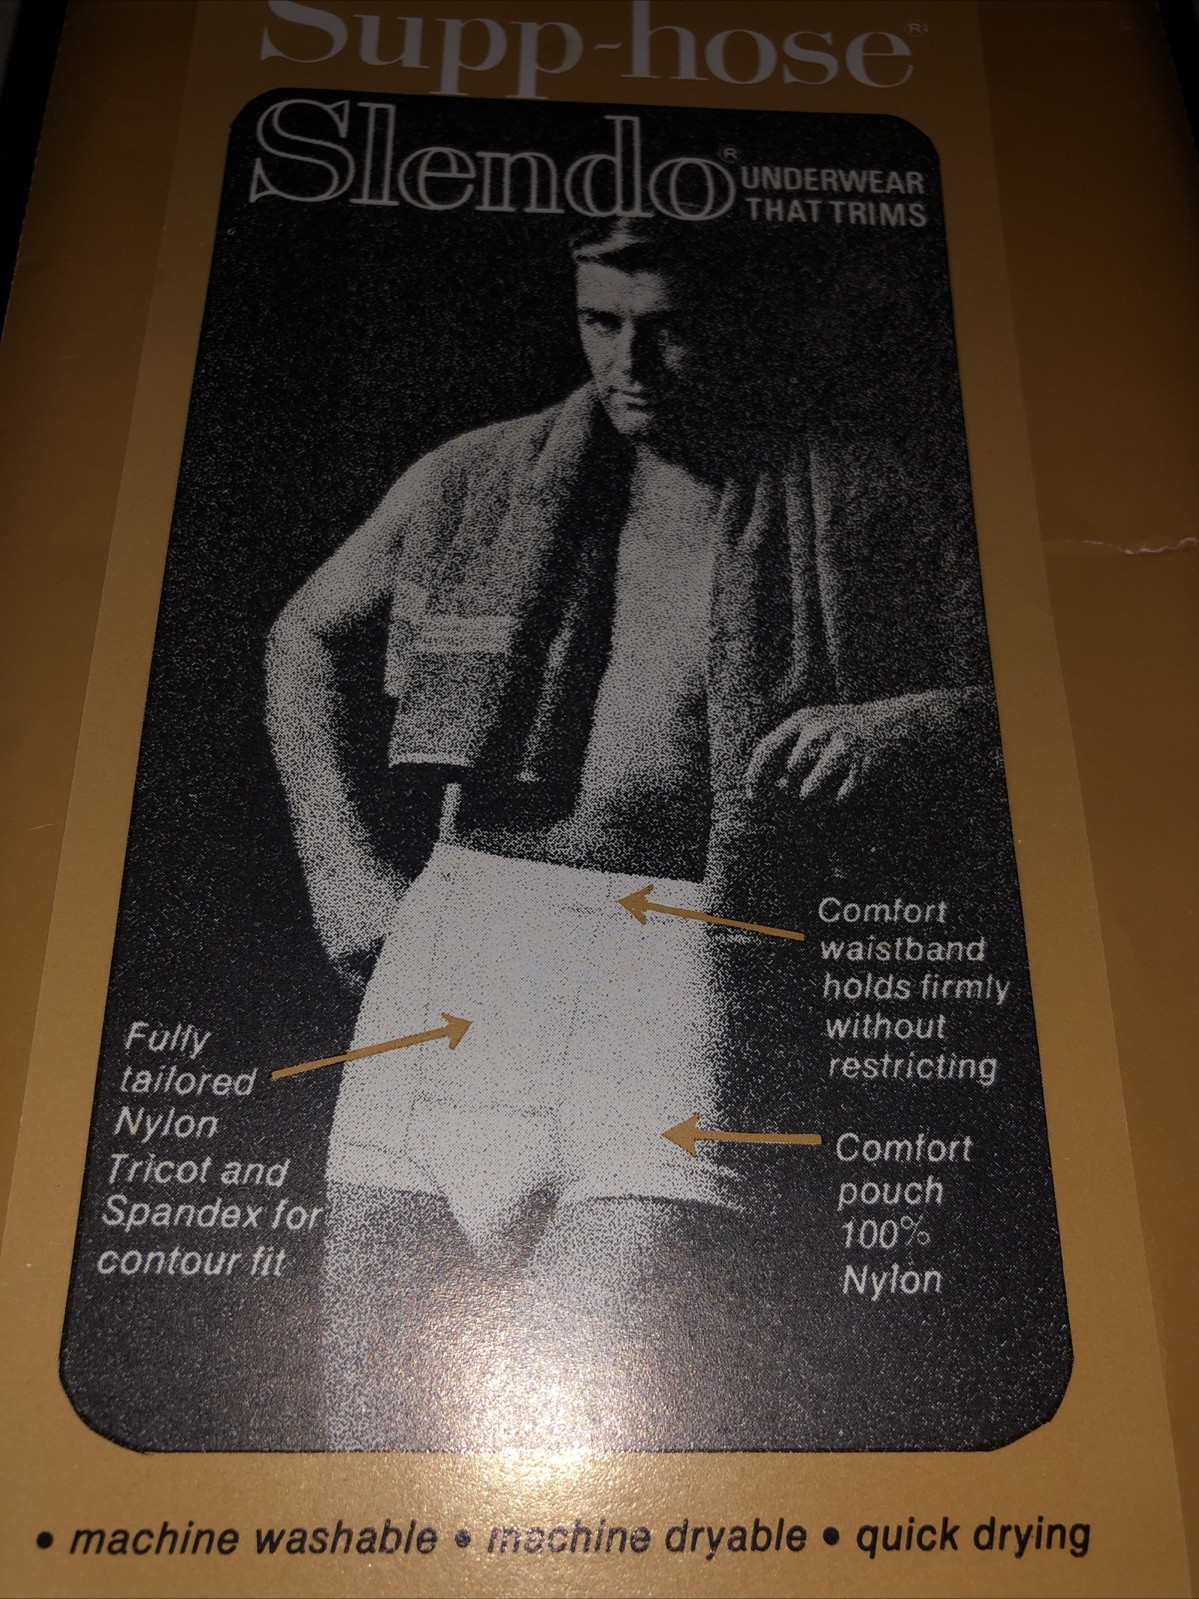 Supp-hose®
Slendo®
UNDERWEAR
THAT TRIMS
Comfort
waistband
holds firmly
without
restricting
Fully
tailored
Nylon
Tricot and
Spandex for
contour fit
Comfort
pouch
100%
Nylon
• machine washable • machine dryable • quick drying